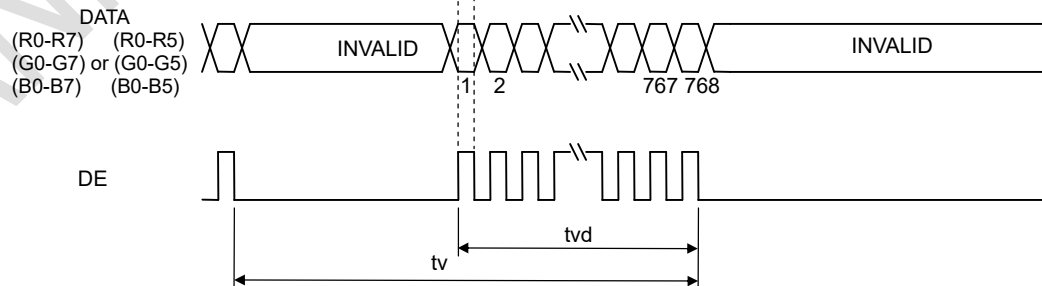 DATA
(R0-R7) (R0-R5)
(G0-G7) or (G0-G5)
(B0-B7) (B0-B5)
INVALID
INVALID
1 2 767 768
DE
tvd
tv